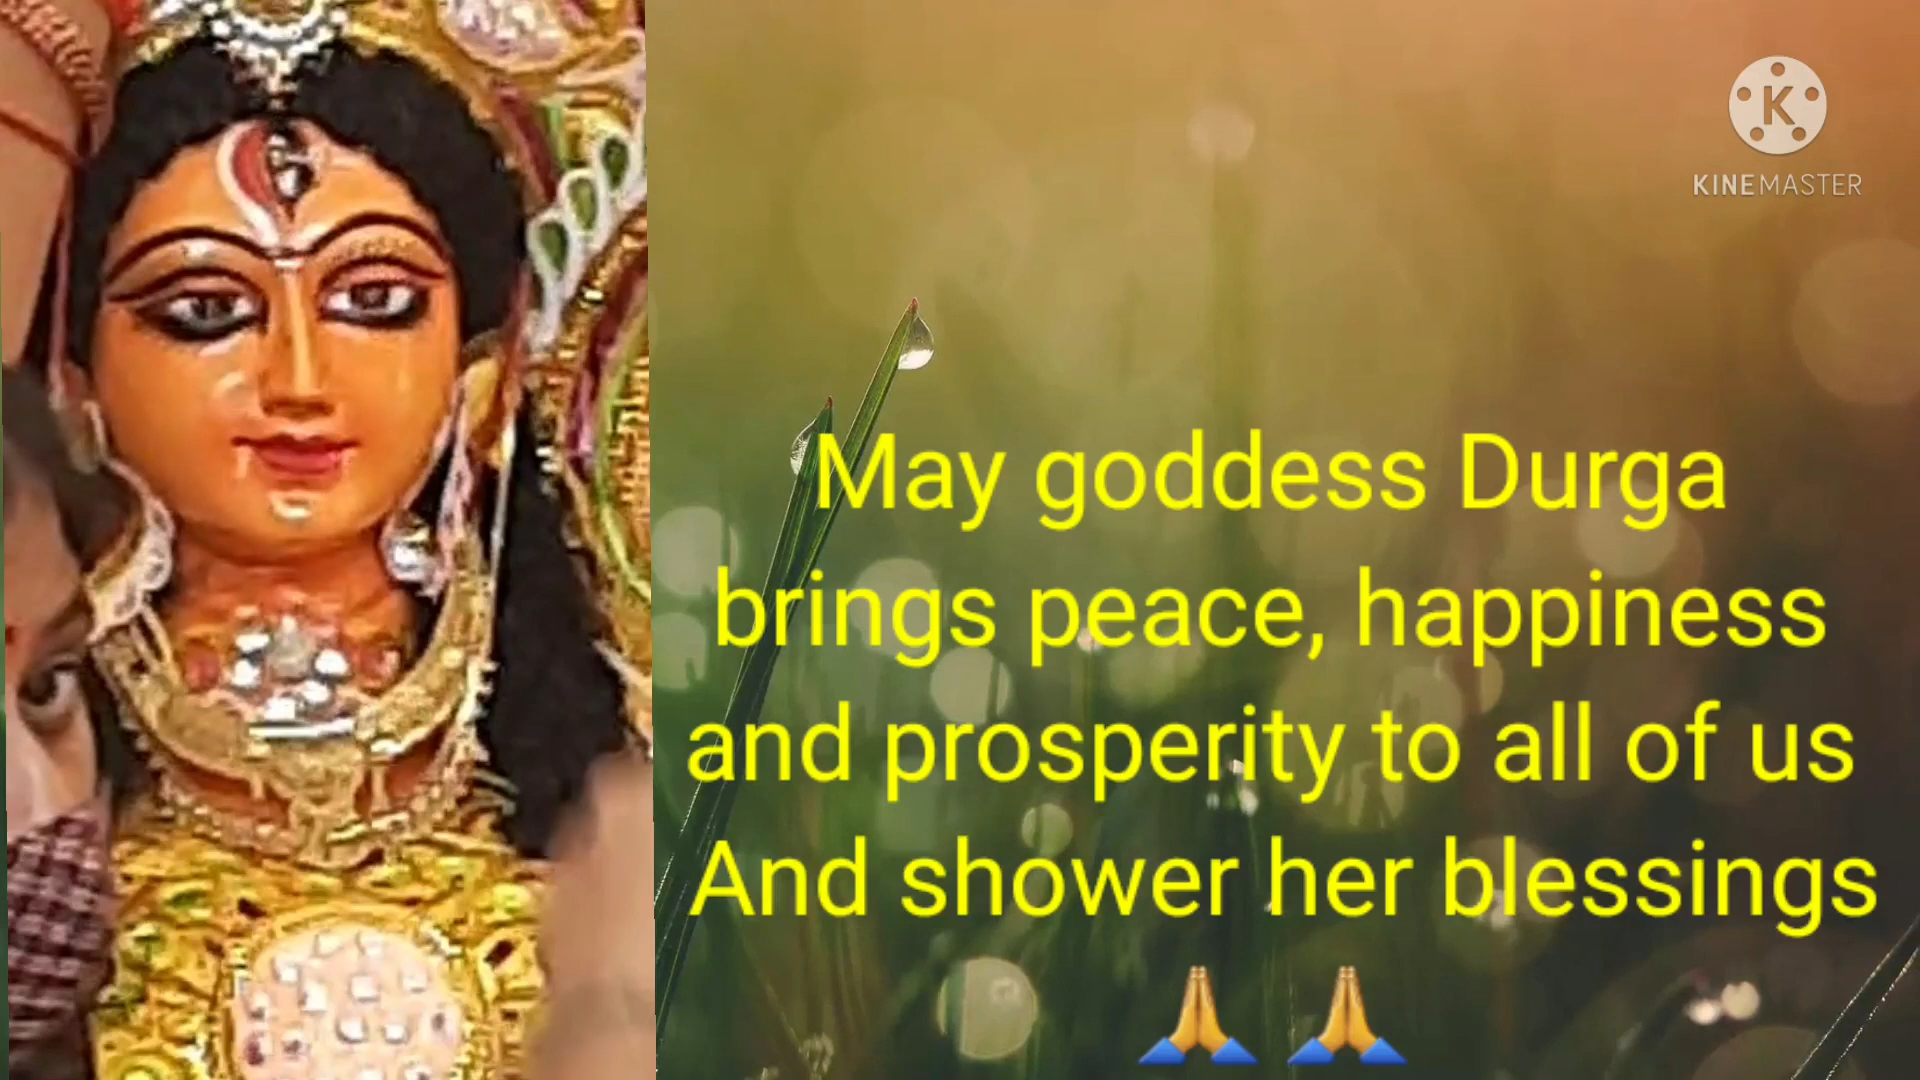 K
KINEMASTER
May goddess Durga
brings peace, happiness
and prosperity to all of us
And shower her blessings
🙏 🙏